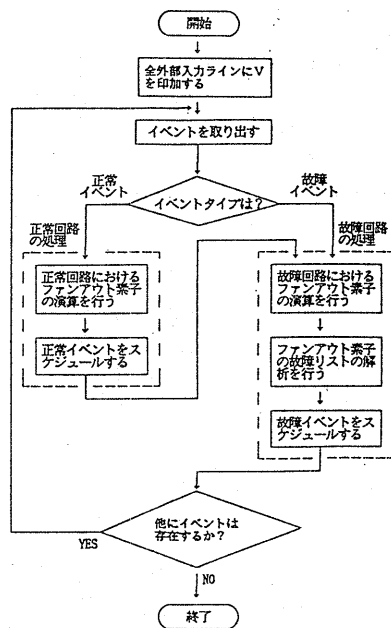 開始
全外部入力ラインにV
を印加する
イベントを取り出す
正常
イベント
故障
イベント
イベントタイプは?
正常回路
の処理
故障回路
の処理
正常回路における
ファンアウト素子
の演算を行う
正常イベントをス
ケジュールする
故障回路における
ファンアウト素子
の演算を行う
ファンアウト素子
の故障リストの解
析を行う
故障イベントをス
ケジュールする
他にイベントは
存在するか?
YES
NO
終了